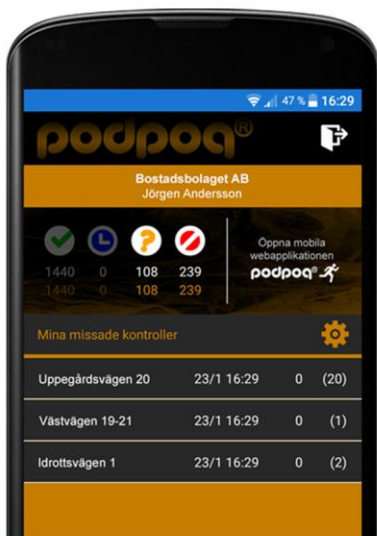 47 % 16:29
podpoq®
Bostadsbolaget AB
Jörgen Andersson
1440 0 108 239
1440 0 108 239
Öppna mobila
webapplikationen
podpoq®
Mina missade kontroller
Uppegårdsvägen 20 23/1 16:29 0 (20)
Västvägen 19-21 23/1 16:29 0 (1)
Idrottsvägen 1 23/1 16:29 0 (2)